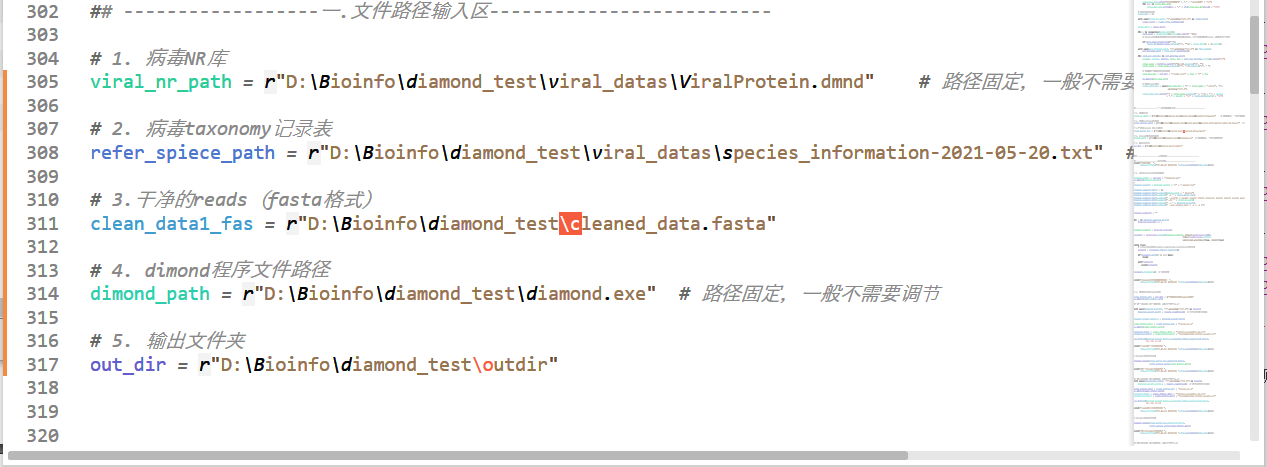 302 ## ------------------一.文件路径输入区--------------------------
303
304 # 1. 病毒NR库
305 viral_nr_path = r"D:\Bioinfo\diamond_test\viral_datas\ViralProtein.dmnd" # 路径固定，一般不需要
306
307 # 2. 病毒taxonomy记录表
308 refer_spiece_path = r"D:\Bioinfo\diamond_test\viral_datas\species_information-2021-05-20.txt" #
309
310 # 3.干净的reads（fasta格式）
311 clean_data1_fas = r"D:\Bioinfo\diamond_test\cleaned_data.fasta"
312
313 # 4. dimond程序文件路径
314 dimond_path = r"D:\Bioinfo\diamond_test\diamond.exe" # 路径固定，一般不需要调节
315
316 # 5. 输出文件夹
317 out_dir = r"D:\Bioinfo\diamond_test\outdir"
318
319
320